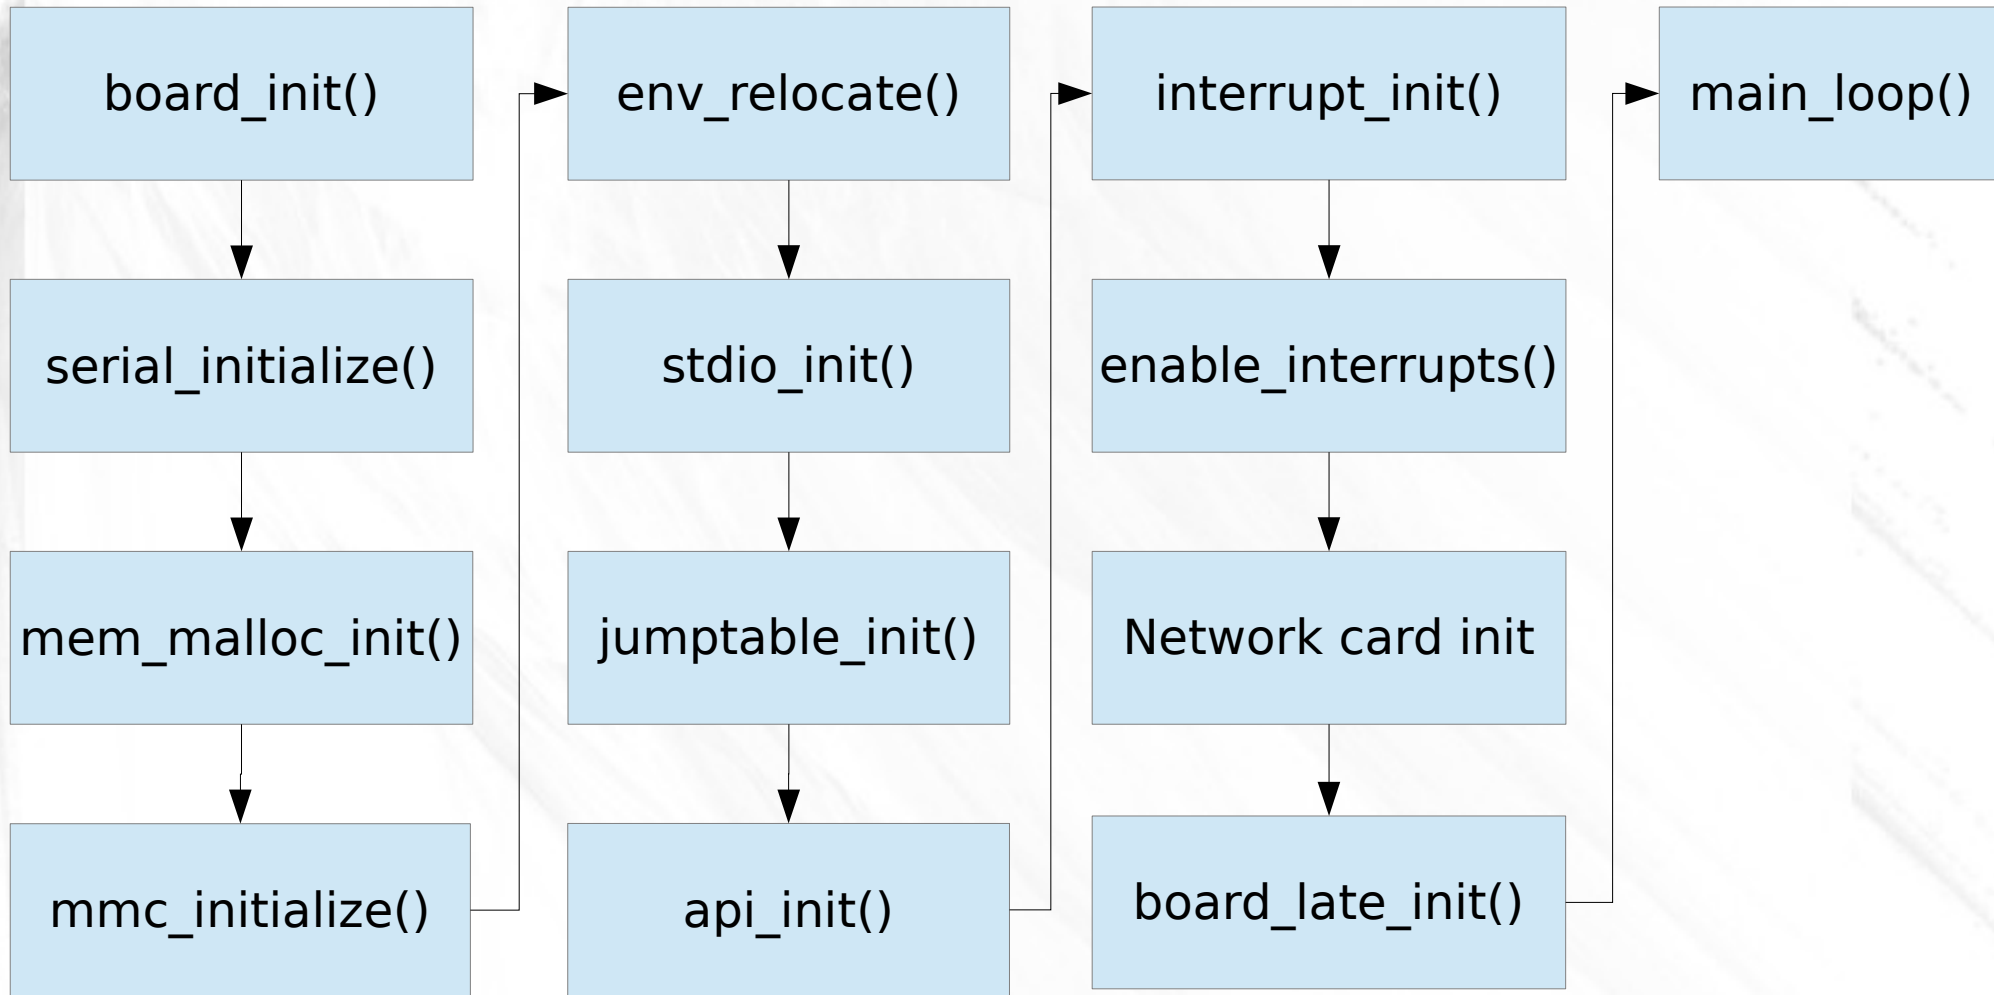 board_init()
serial_initialize()
mem_malloc_init()
mmc_initialize()
env_relocate()
stdio_init()
jumptable_init()
api_init()
interrupt_init()
enable_interrupts()
Network card init
board_late_init()
main_loop()